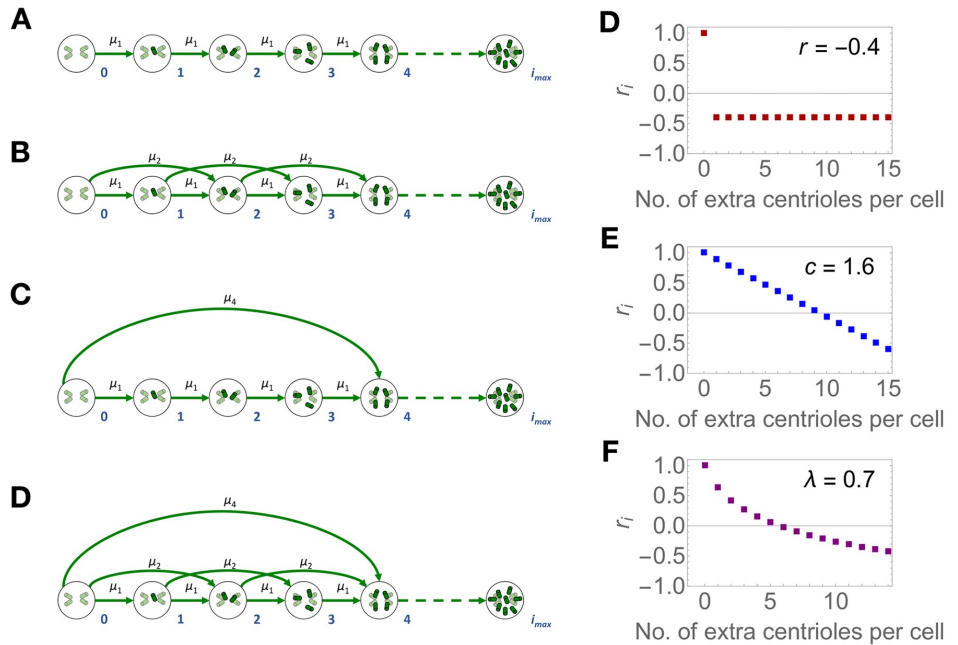 A
μ1 μ1 μ1 μ1
0 1 2 3 4 imax
B
μ2 μ2 μ2
μ1 μ1 μ1 μ1
0 1 2 3 4 imax
C
μ4
μ1 μ1 μ1 μ1
0 1 2 3 4 imax
D
μ4
μ2 μ2 μ2
μ1 μ1 μ1 μ1
0 1 2 3 4 imax
D
1.0
r = −0.4
0.5
ri
0.0
−0.5
−1.0
0 5 10 15
No. of extra centrioles per cell
E
1.0
c = 1.6
0.5
ri
0.0
−0.5
−1.0
0 5 10 15
No. of extra centrioles per cell
F
1.0
λ = 0.7
0.5
ri
0.0
−0.5
−1.0
0 5 10
No. of extra centrioles per cell